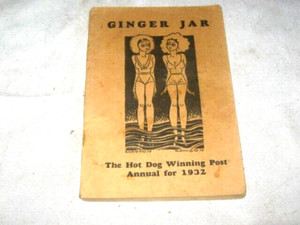 GINGER JAR
The Hot Dog Winning Post
Annual for 1932